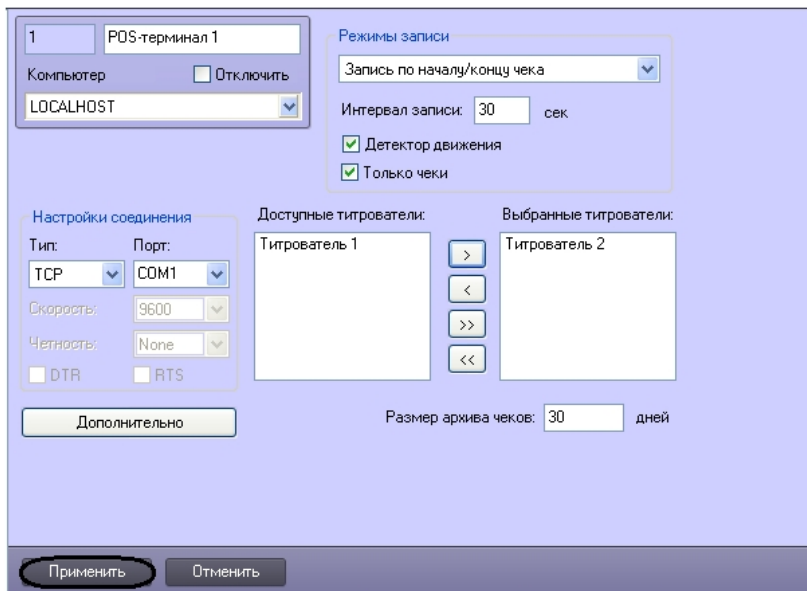 1
POS-терминал 1
Компьютер
Отключить
LOCALHOST
Режимы записи
Запись по началу/концу чека
Интервал записи: 30 сек
Детектор движения
Только чеки
Настройки соединения
Тип: Порт:
TCP COM1
Скорость: 9600
Четность: None
DTR RTS
Дополнительно
Доступные титрователи:
Титрователь 1
>
<
>>
<<
Выбранные титрователи:
Титрователь 2
Размер архива чеков: 30 дней
Применить Отменить